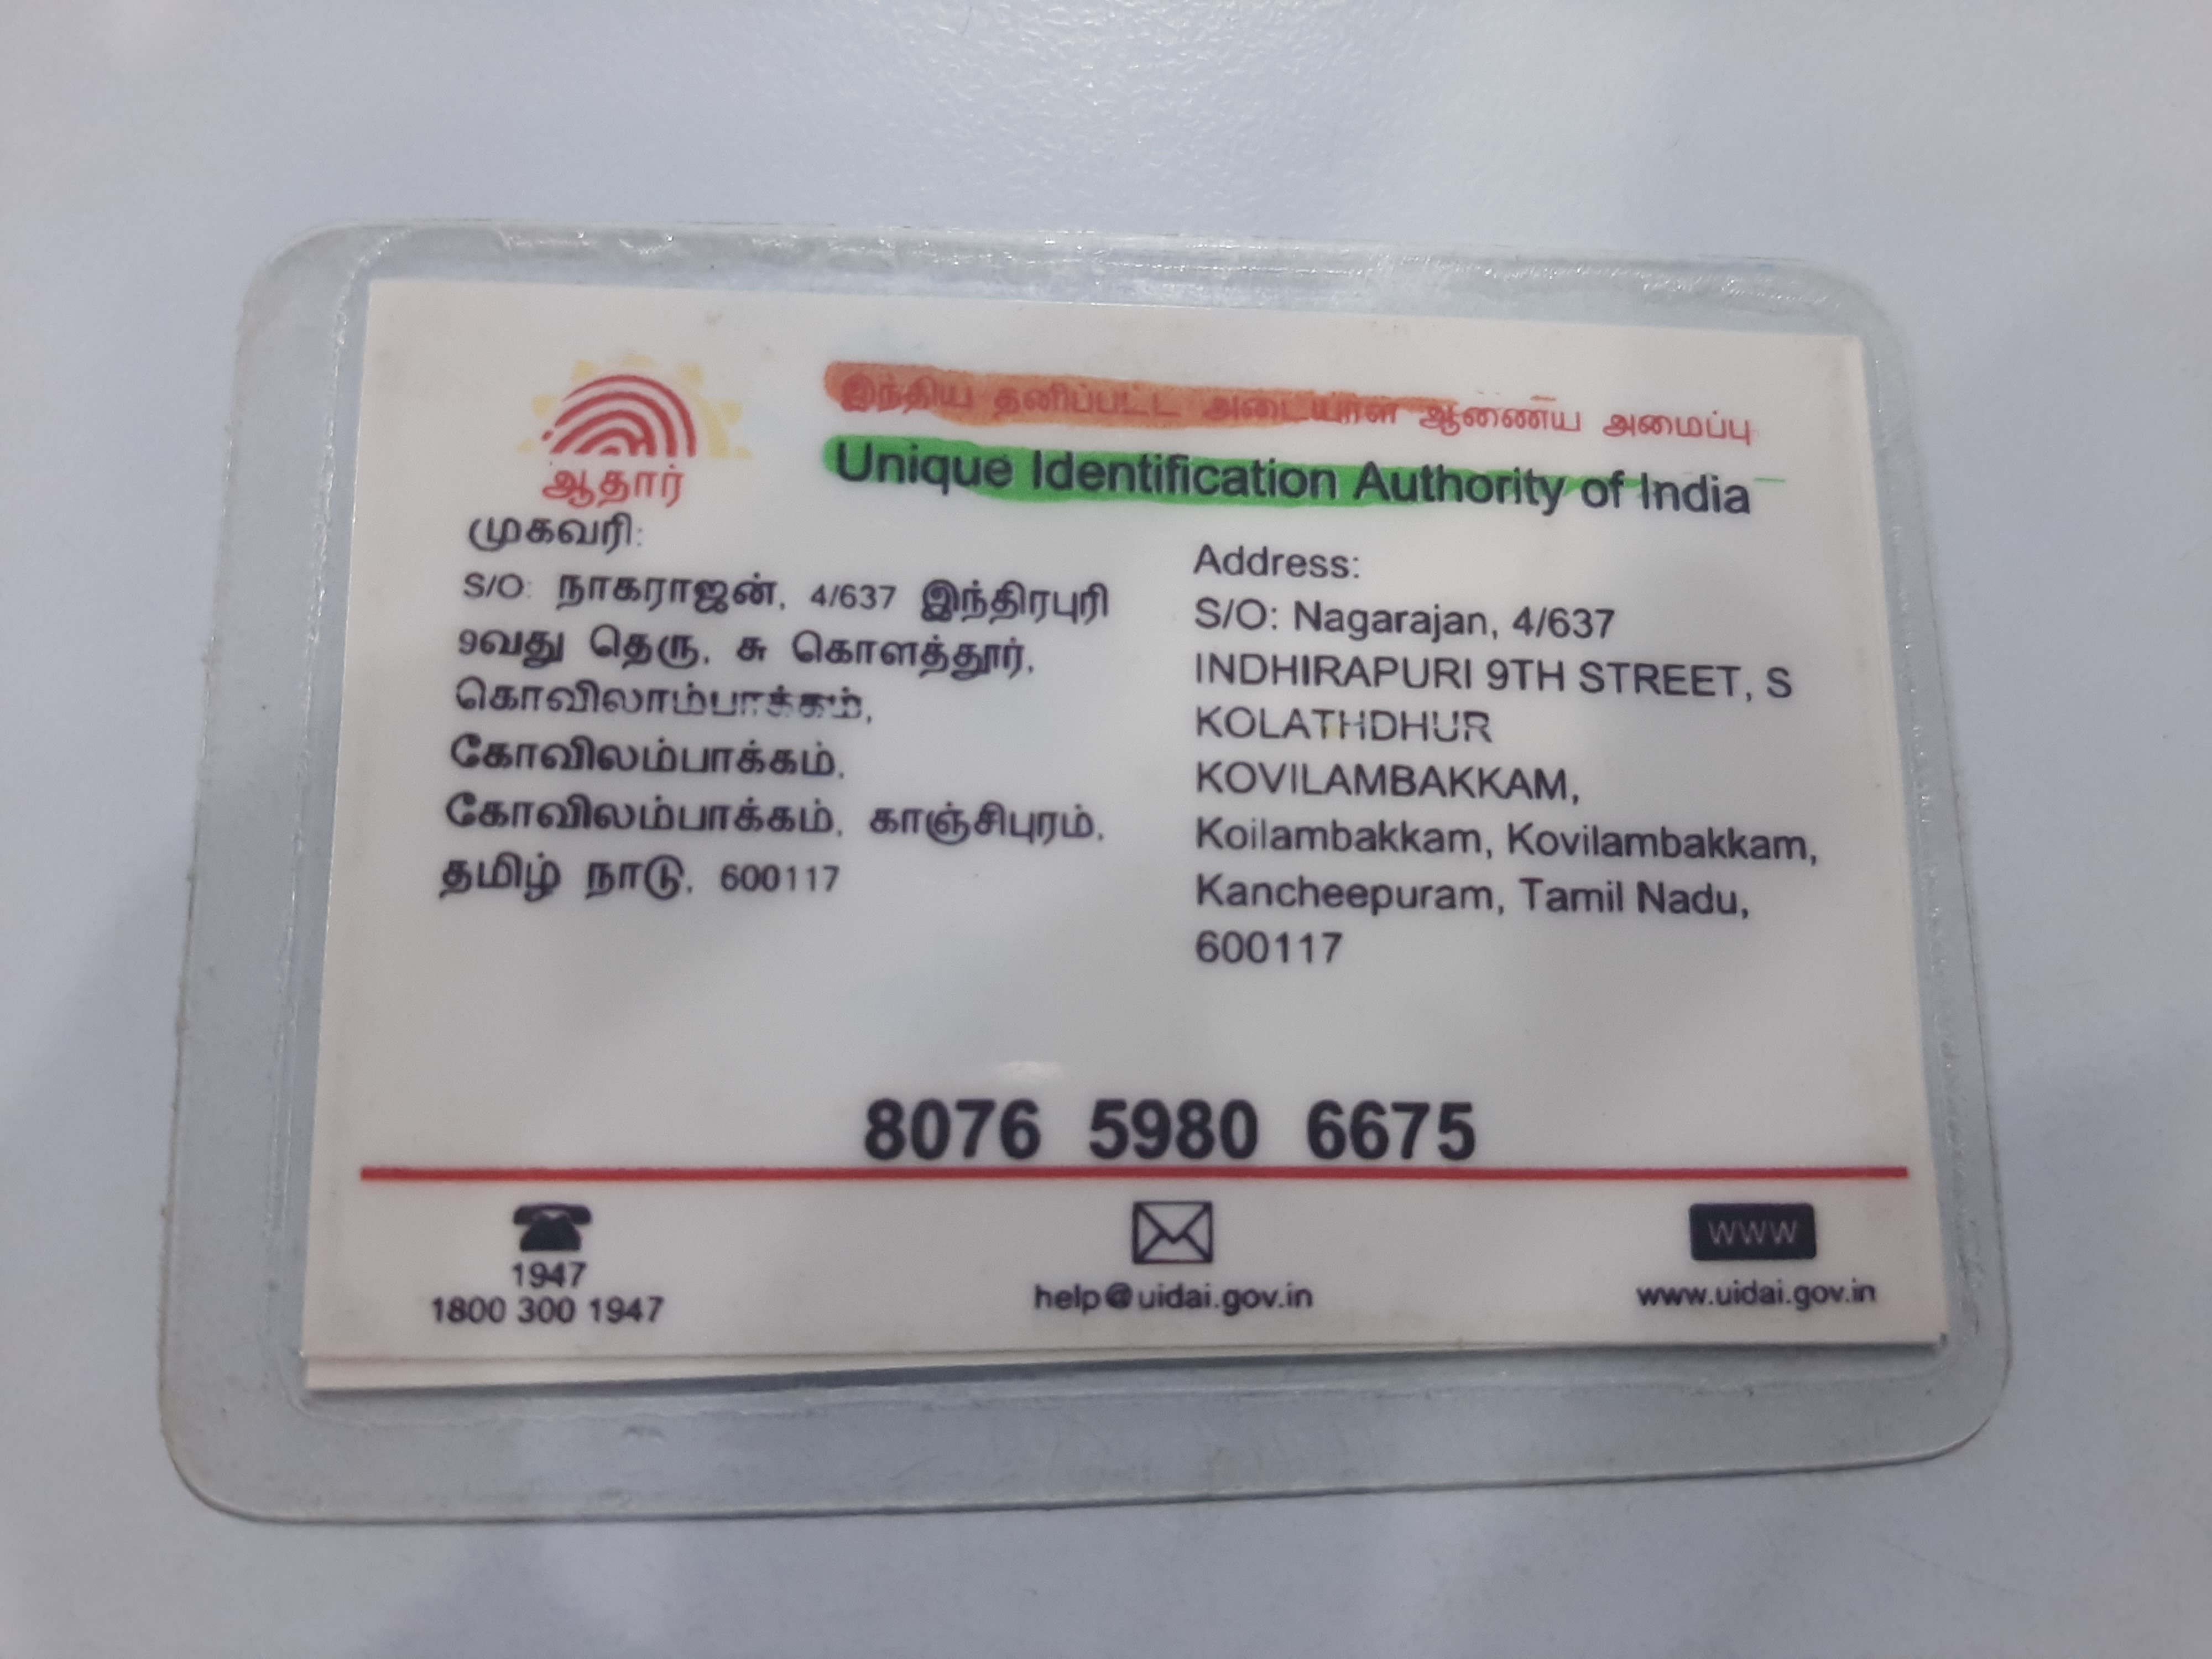 ஆதார்
இந்திய தனிப்பட்ட அடையாள ஆணைய அமைப்பு
Unique Identification Authority of India
முகவரி:
S/O: நாகராஜன், 4/637 இந்திரபுரி
9வது தெரு, சு கொளத்தூர்,
கொவிலாம்பாக்கம்,
கோவிலம்பாக்கம்,
கோவிலம்பாக்கம், காஞ்சிபுரம்,
தமிழ் நாடு, 600117
Address:
S/O: Nagarajan, 4/637
INDHIRAPURI 9TH STREET, S
KOLATHDHUR
KOVILAMBAKKAM,
Koilambakkam, Kovilambakkam,
Kancheepuram, Tamil Nadu,
600117
8076 5980 6675
1947
1800 300 1947
help@uidai.gov.in
WWW
www.uidai.gov.in